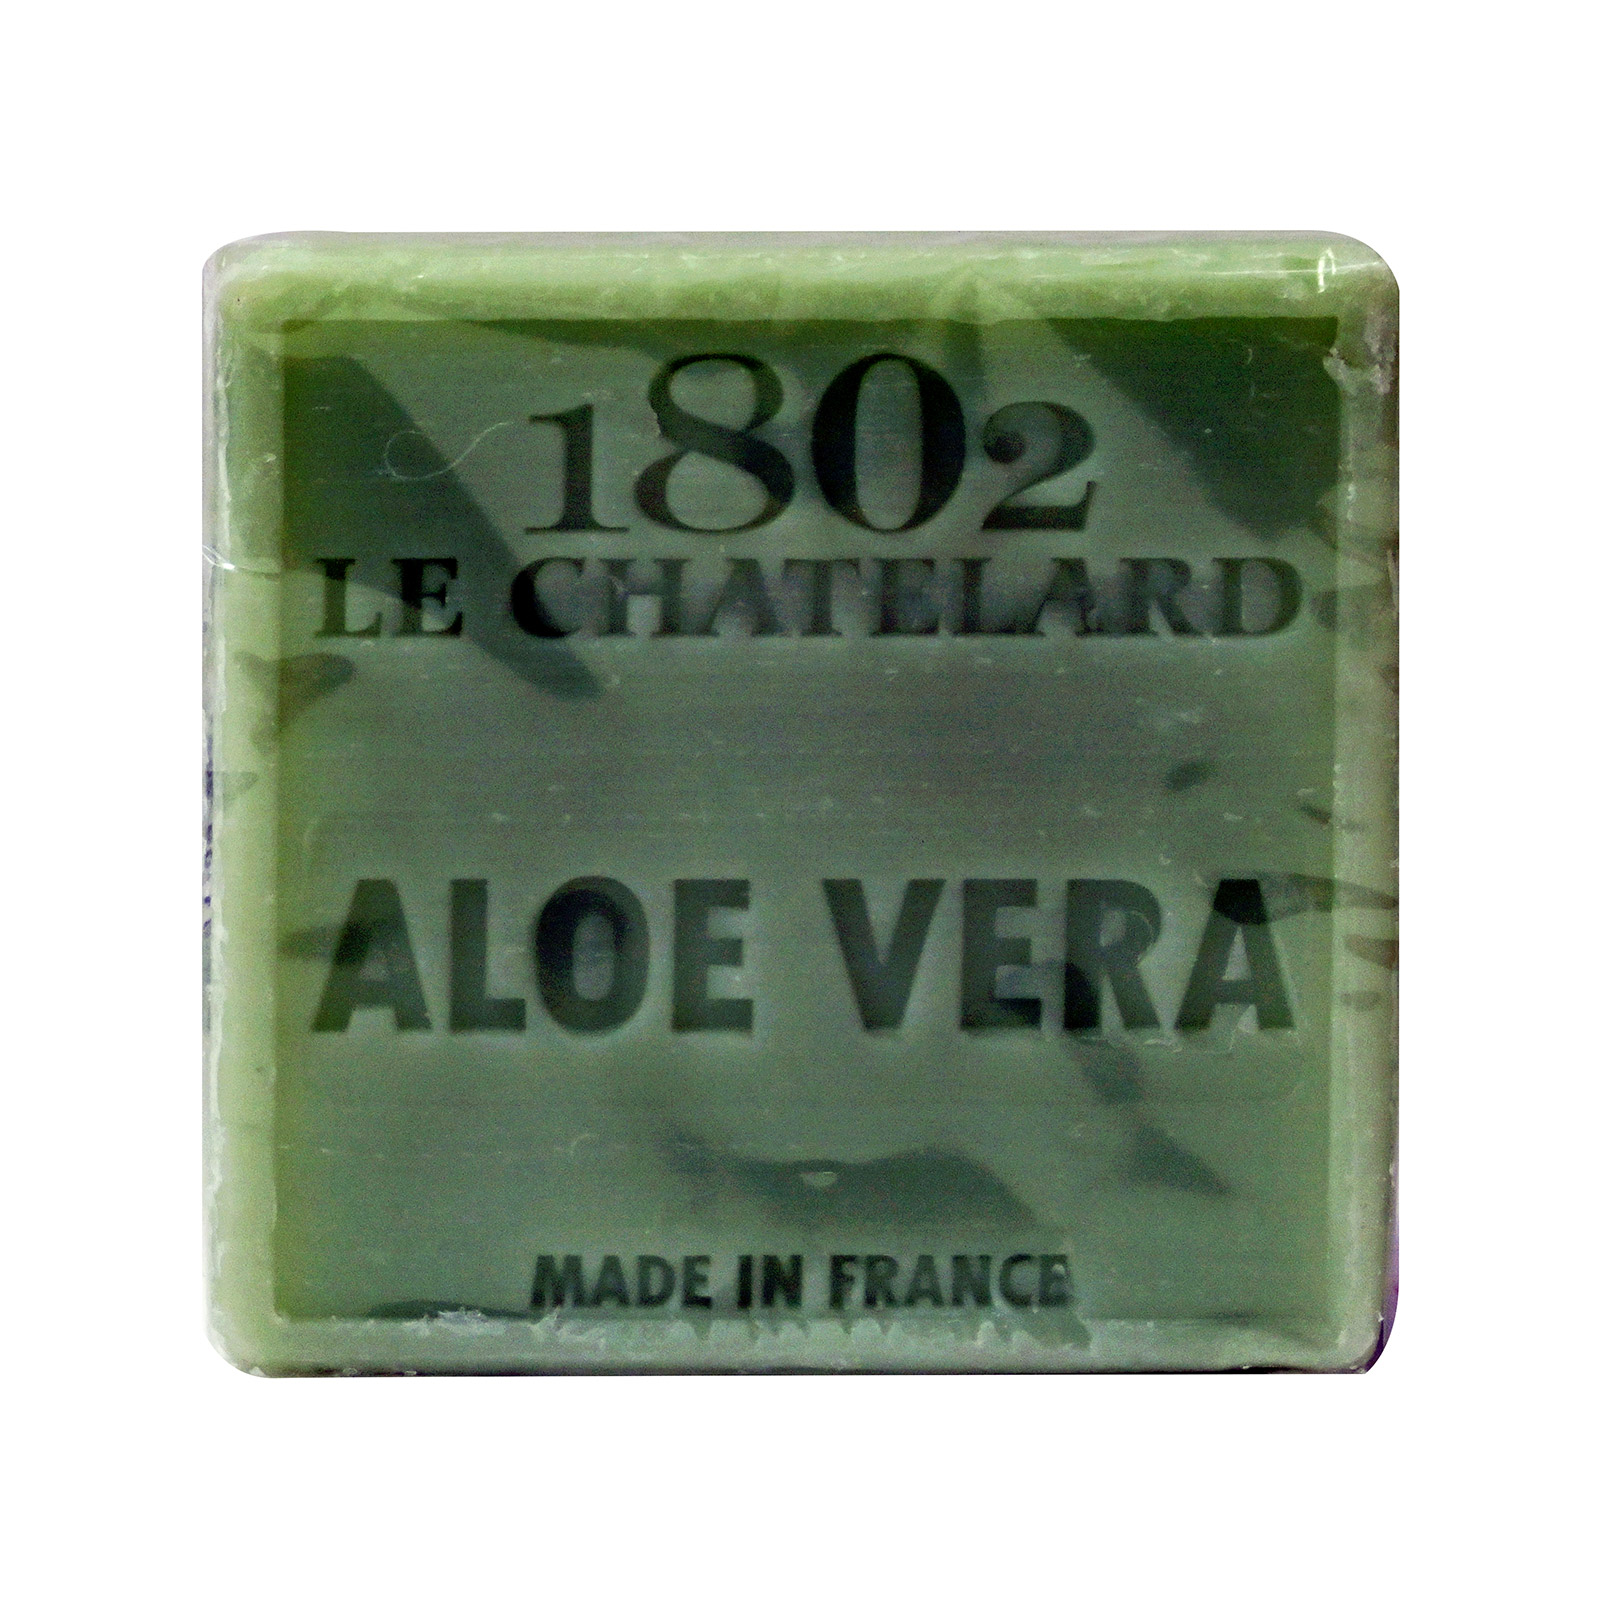 1802
LE CHATELARD
ALOE VERA
MADE IN FRANCE